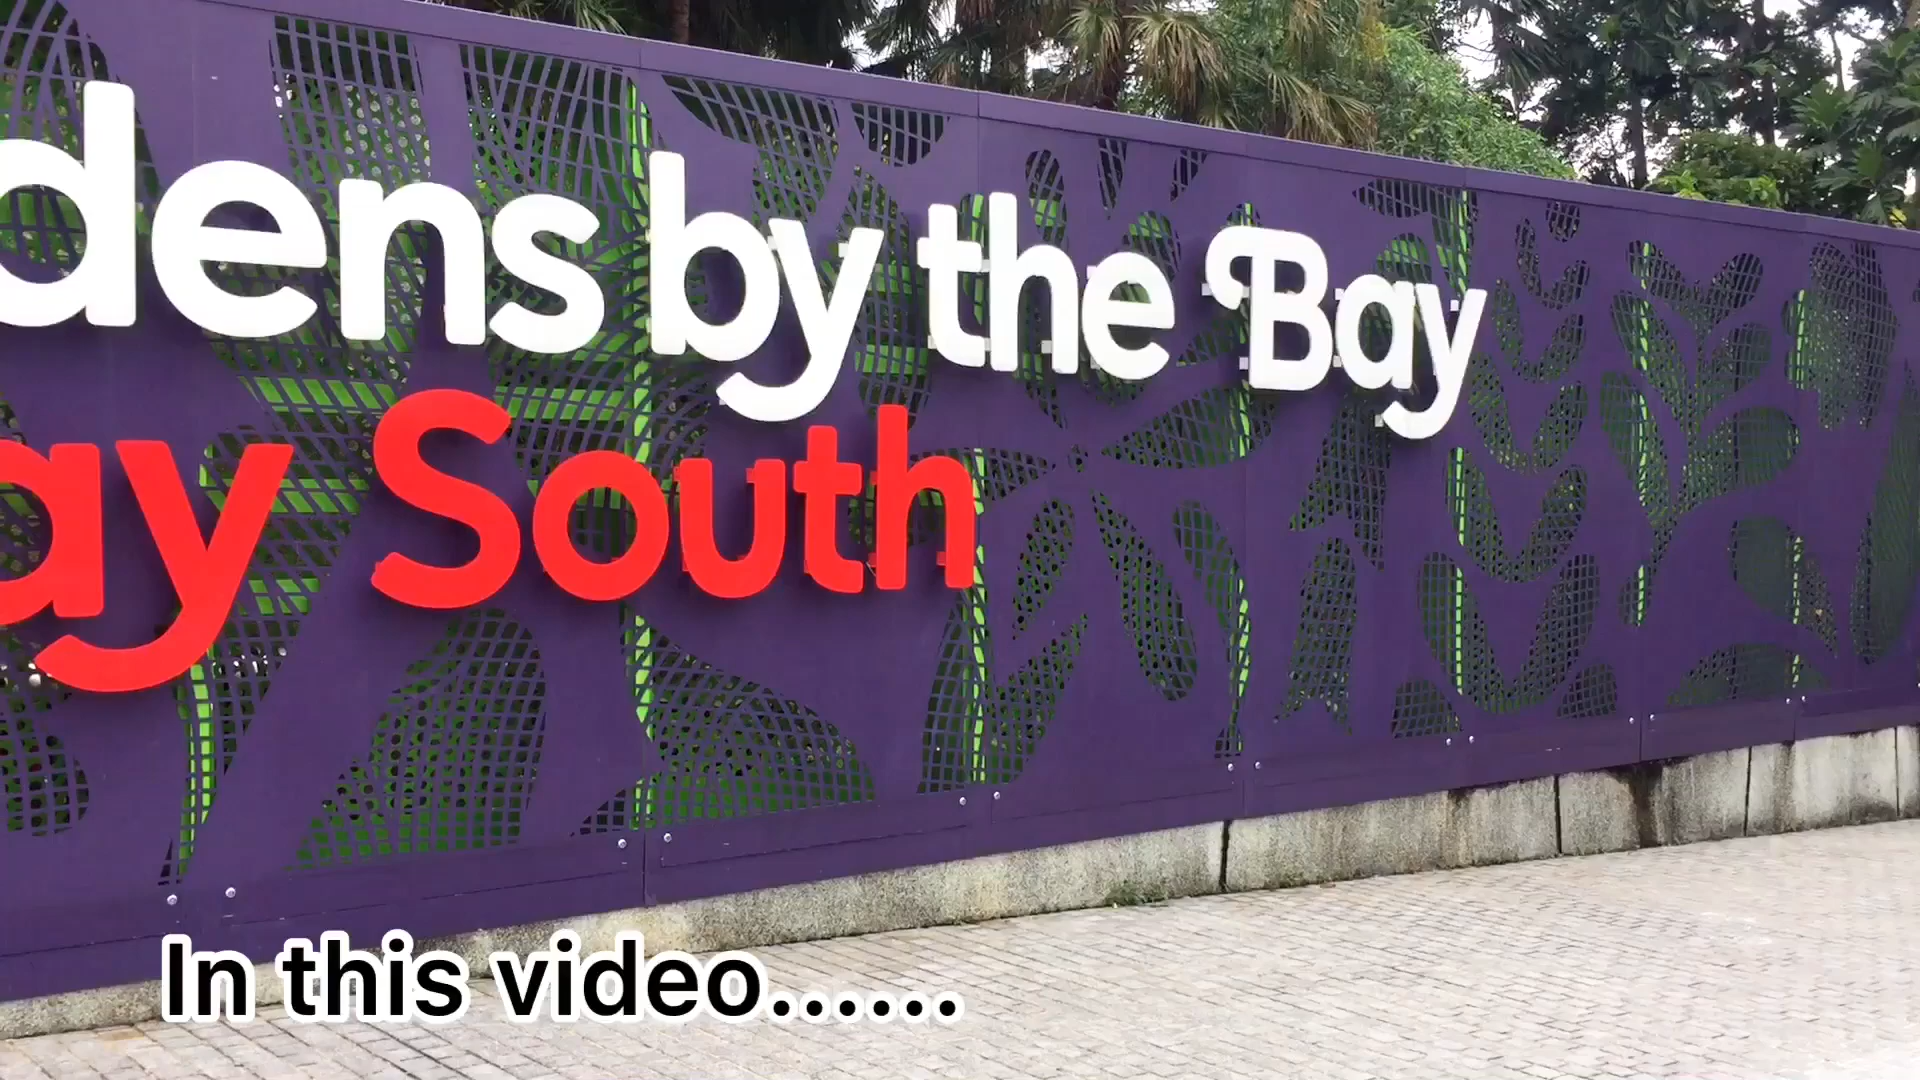 dens by the Bay
ay South
In this video......